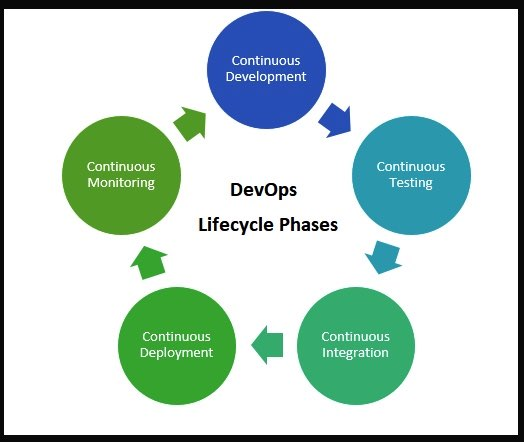 Continuous
Development
Continuous
Testing
Continuous
Integration
Continuous
Deployment
Continuous
Monitoring
DevOps
Lifecycle Phases